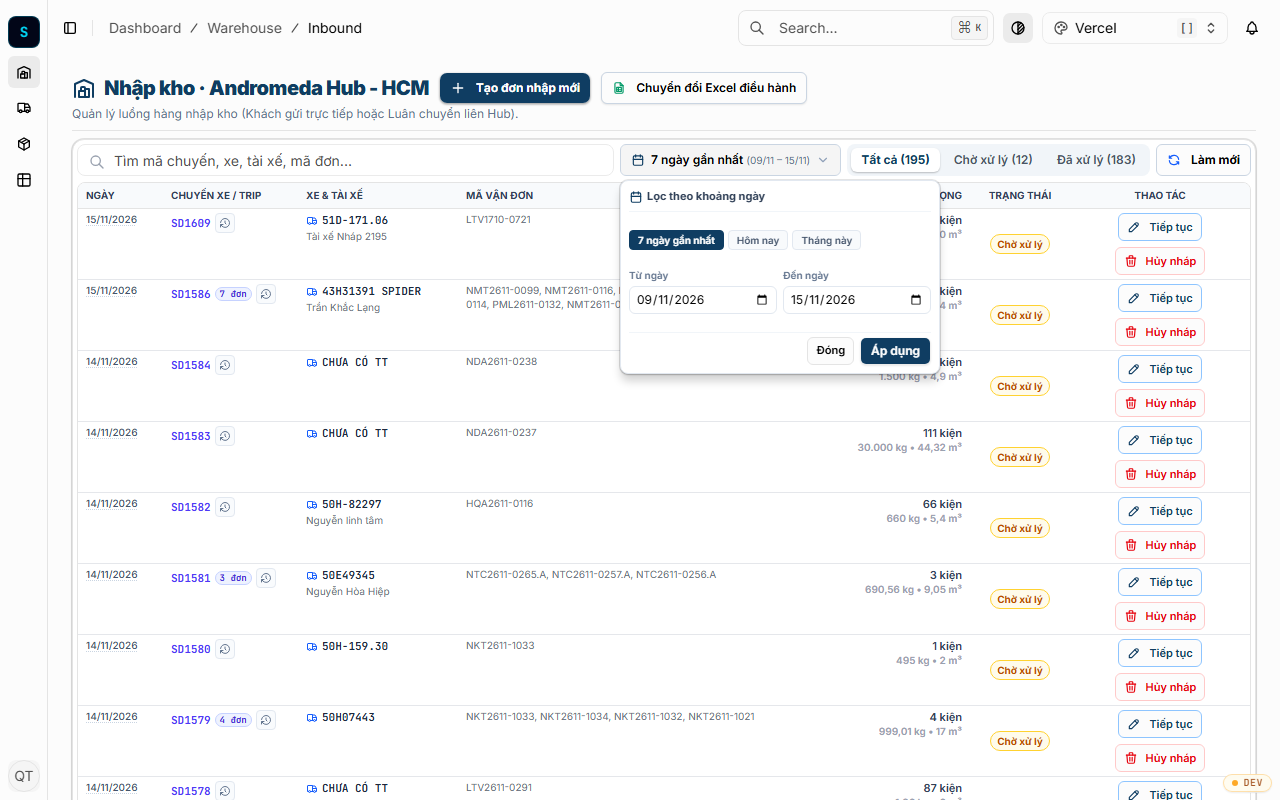 S
Dashboard / Warehouse / Inbound
Search...
⌘ K
Vercel
[ ]
Nhập kho · Andromeda Hub - HCM
Tạo đơn nhập mới
Chuyển đổi Excel điều hành
Quản lý luồng hàng nhập kho (Khách gửi trực tiếp hoặc Luân chuyển liên Hub).
Tìm mã chuyến, xe, tài xế, mã đơn...
7 ngày gần nhất (09/11 – 15/11)
Tất cả (195)
Chờ xử lý (12)
Đã xử lý (183)
Làm mới
NGÀY
CHUYẾN XE / TRIP
XE & TÀI XẾ
MÃ VẬN ĐƠN
ỌNG
TRẠNG THÁI
THAO TÁC
Lọc theo khoảng ngày
7 ngày gần nhất
Hôm nay
Tháng này
Từ ngày
Đến ngày
09/11/2026
15/11/2026
Đóng
Áp dụng
15/11/2026
SD1609
51D-171.06
Tài xế Nháp 2195
LTV1710-0721
kiện
0 m³
Chờ xử lý
Tiếp tục
Hủy nháp
15/11/2026
SD1586
7 đơn
43H31391 SPIDER
Trần Khắc Lạng
NMT2611-0099, NMT2611-0116,
0114, PML2611-0132, NMT2611-0
kiện
4 m³
Chờ xử lý
Tiếp tục
Hủy nháp
14/11/2026
SD1584
CHƯA CÓ TT
NDA2611-0238
kiện
1.500 kg • 4,9 m³
Chờ xử lý
Tiếp tục
Hủy nháp
14/11/2026
SD1583
CHƯA CÓ TT
NDA2611-0237
111 kiện
30.000 kg • 44,32 m³
Chờ xử lý
Tiếp tục
Hủy nháp
14/11/2026
SD1582
50H-82297
Nguyễn linh tâm
HQA2611-0116
66 kiện
660 kg • 5,4 m³
Chờ xử lý
Tiếp tục
Hủy nháp
14/11/2026
SD1581
3 đơn
50E49345
Nguyễn Hòa Hiệp
NTC2611-0265.A, NTC2611-0257.A, NTC2611-0256.A
3 kiện
690,56 kg • 9,05 m³
Chờ xử lý
Tiếp tục
Hủy nháp
14/11/2026
SD1580
50H-159.30
NKT2611-1033
1 kiện
495 kg • 2 m³
Chờ xử lý
Tiếp tục
Hủy nháp
14/11/2026
SD1579
4 đơn
50H07443
NKT2611-1033, NKT2611-1034, NKT2611-1032, NKT2611-1021
4 kiện
999,01 kg • 17 m³
Chờ xử lý
Tiếp tục
Hủy nháp
14/11/2026
SD1578
CHƯA CÓ TT
LTV2611-0291
87 kiện
Tiếp tục
QT
DEV